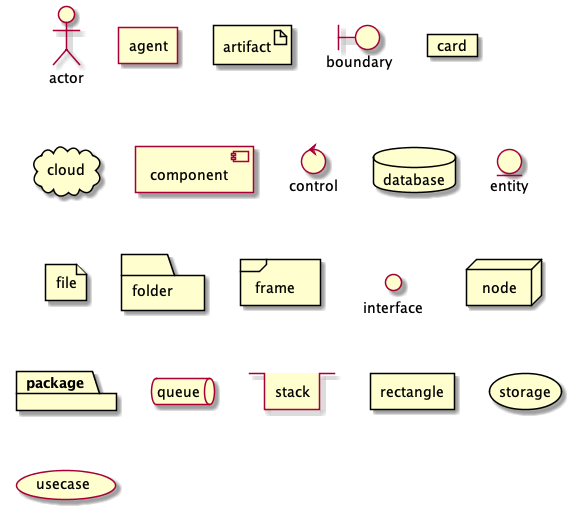 actor
agent
artifact
boundary
card
cloud
component
control
database
entity
file
folder
frame
interface
node
package
queue
stack
rectangle
storage
usecase